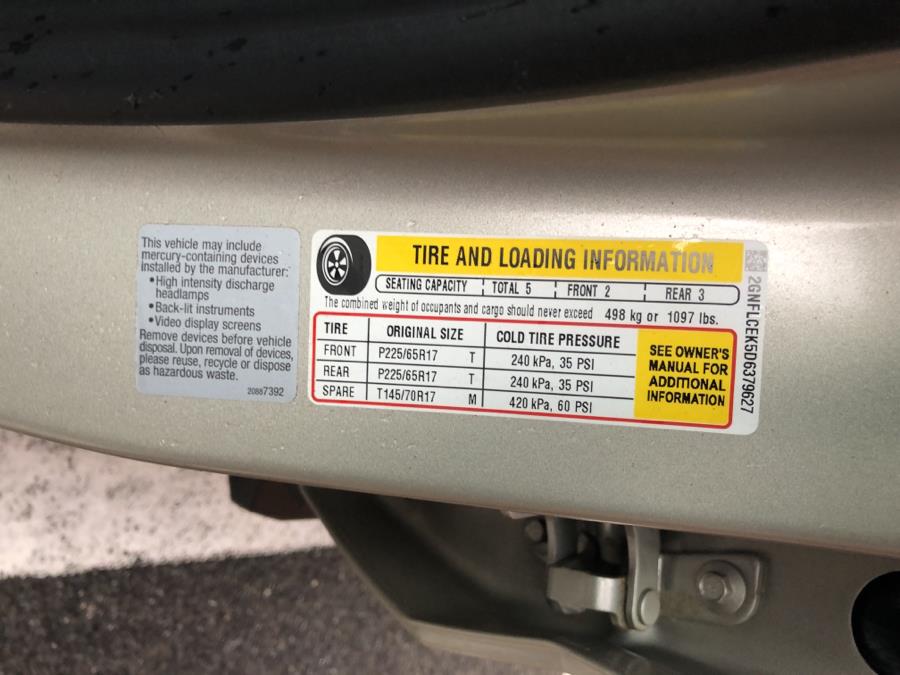 This vehicle may include
mercury-containing devices
installed by the manufacturer:
•High intensity discharge
headlamps
•Back-lit instruments
•Video display screens
Remove devices before vehicle
disposal. Upon removal of devices,
please reuse, recycle or dispose
as hazardous waste.
20887392
TIRE AND LOADING INFORMATION
SEATING CAPACITY TOTAL 5 FRONT 2 REAR 3
The combined weight of occupants and cargo should never exceed 498 kg or 1097 lbs.
TIRE ORIGINAL SIZE COLD TIRE PRESSURE
FRONT P225/65R17 T 240 kPa, 35 PSI
REAR P225/65R17 T 240 kPa, 35 PSI
SPARE T145/70R17 M 420 kPa, 60 PSI
SEE OWNER'S
MANUAL FOR
ADDITIONAL
INFORMATION
2GNFLCEK5D6379627